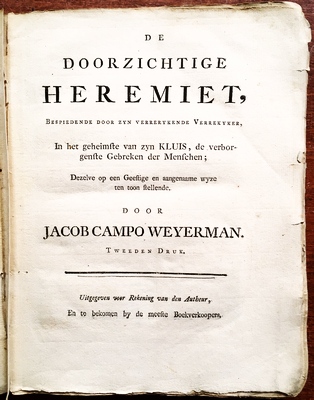 DE
DOORZICHTIGE
HEREMIET,
BESPIEDENDE DOOR ZYN VERREIKENDE VERREKYKER,
In het geheimste van zyn KLUIS, de verbor-
genste Gebreken der Menschen;
Dezelve op een Geestige en aangename wyze
ten toon stellende.
DOOR
JACOB CAMPO WEYERMAN.
TWEEDEN DRUK.
Uitgegeven voor Rekening van den Autheur,
En te bekomen by de meeste Boekverkoopers.